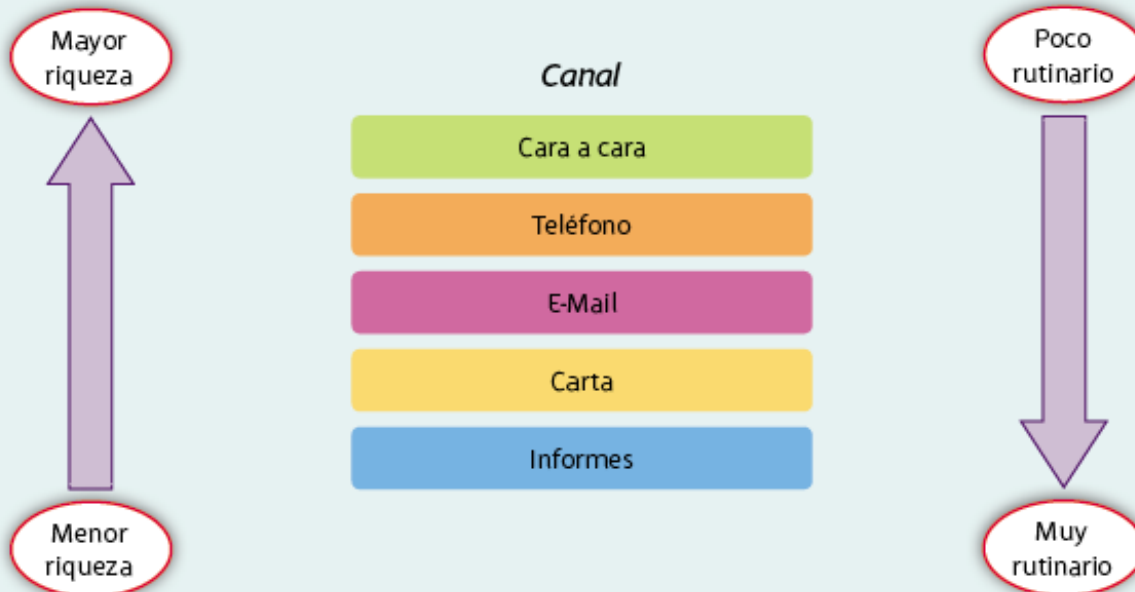 Mayor
riqueza
Poco
rutinario
Canal
Cara a cara
Teléfono
E-Mail
Carta
Informes
Menor
riqueza
Muy
rutinario